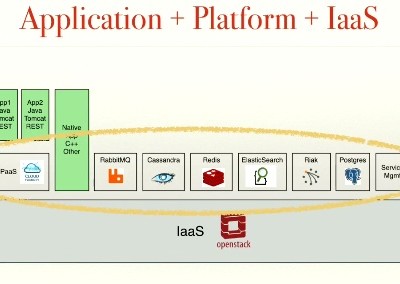 Application + Platform + IaaS
App1
Java
Tomcat
REST
App2
Java
Tomcat
REST
Native
App
C++
Other
PaaS
CLOUD
RabbitMQ
Cassandra
Redis
ElasticSearch
Riak
Postgres
Service
Mgmt
IaaS
openstack